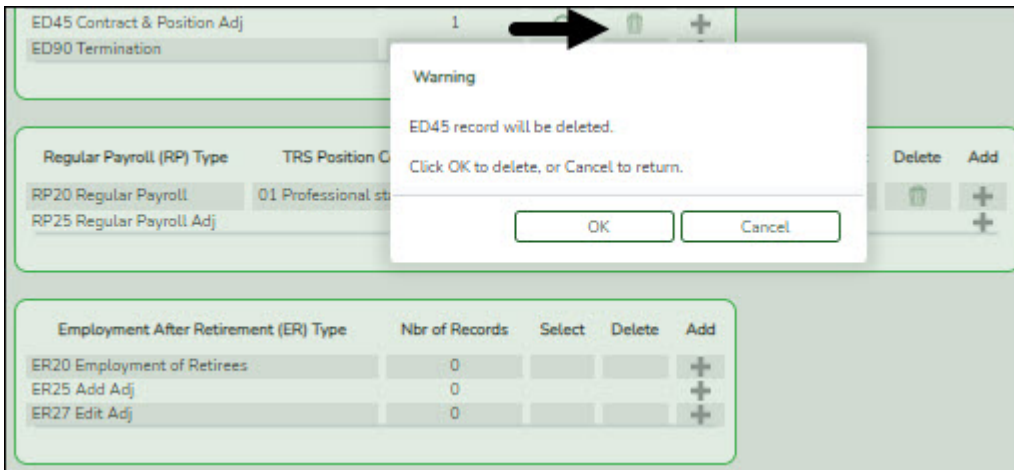 ED45 Contract & Position Adj 1
ED90 Termination
Warning
ED45 record will be deleted.
Click OK to delete, or Cancel to return.
OK Cancel
Regular Payroll (RP) Type TRS Position Delete Add
RP20 Regular Payroll 01 Professional
RP25 Regular Payroll Adj
Employment After Retirement (ER) Type Nbr of Records Select Delete Add
ER20 Employment of Retirees 0
ER25 Add Adj 0
ER27 Edit Adj 0